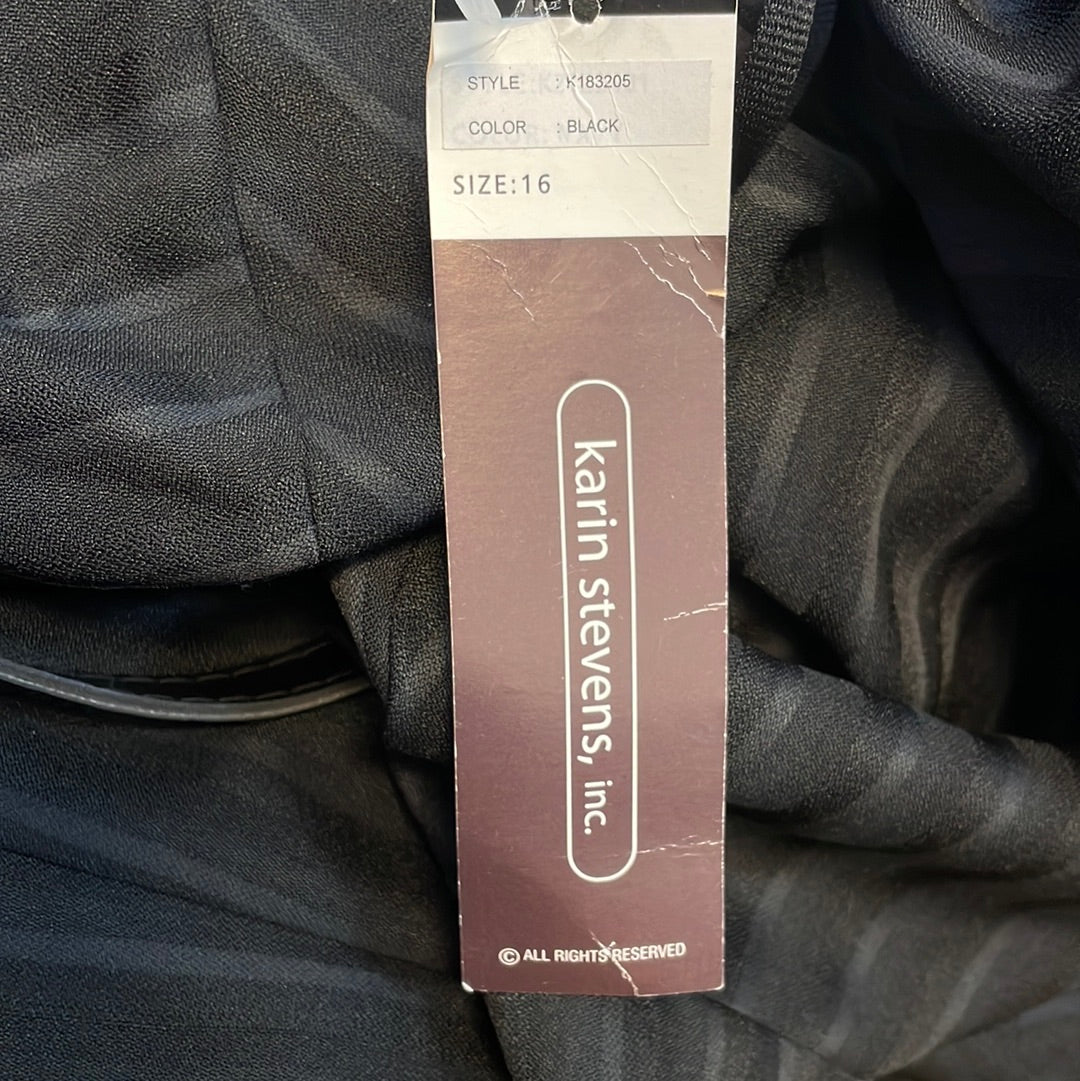 STYLE : K183205
COLOR : BLACK
SIZE:16
karin stevens, inc.
© ALL RIGHTS RESERVED